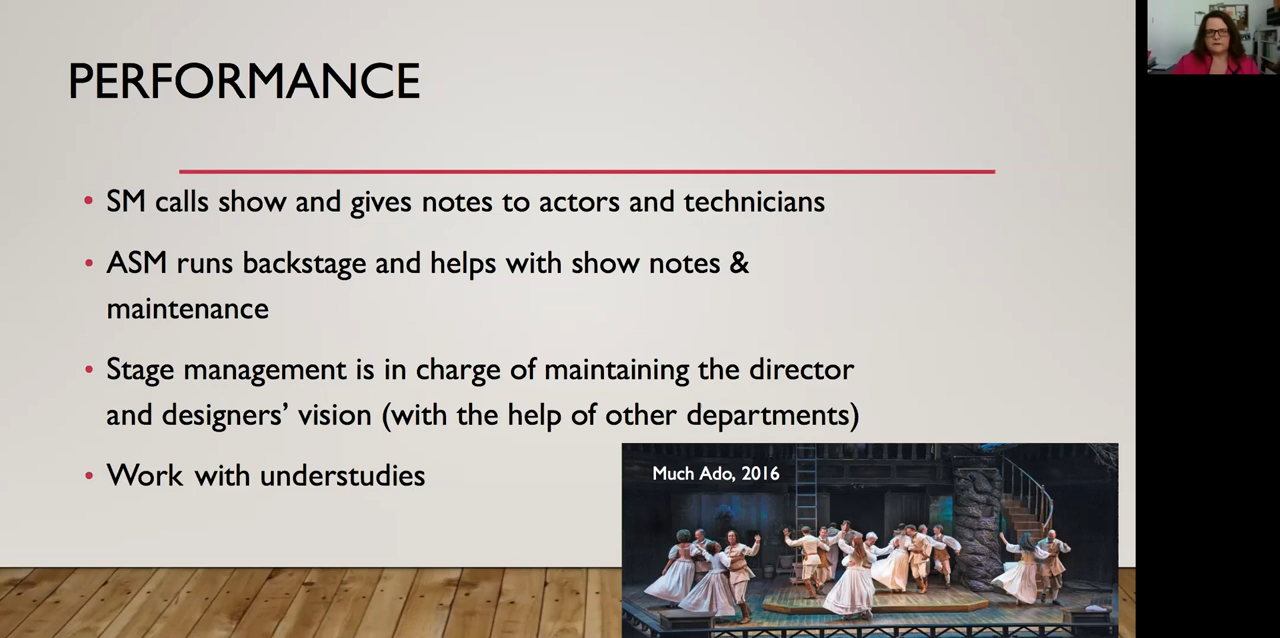 PERFORMANCE
• SM calls show and gives notes to actors and technicians
• ASM runs backstage and helps with show notes &
maintenance
• Stage management is in charge of maintaining the director
and designers’ vision (with the help of other departments)
• Work with understudies
Much Ado, 2016